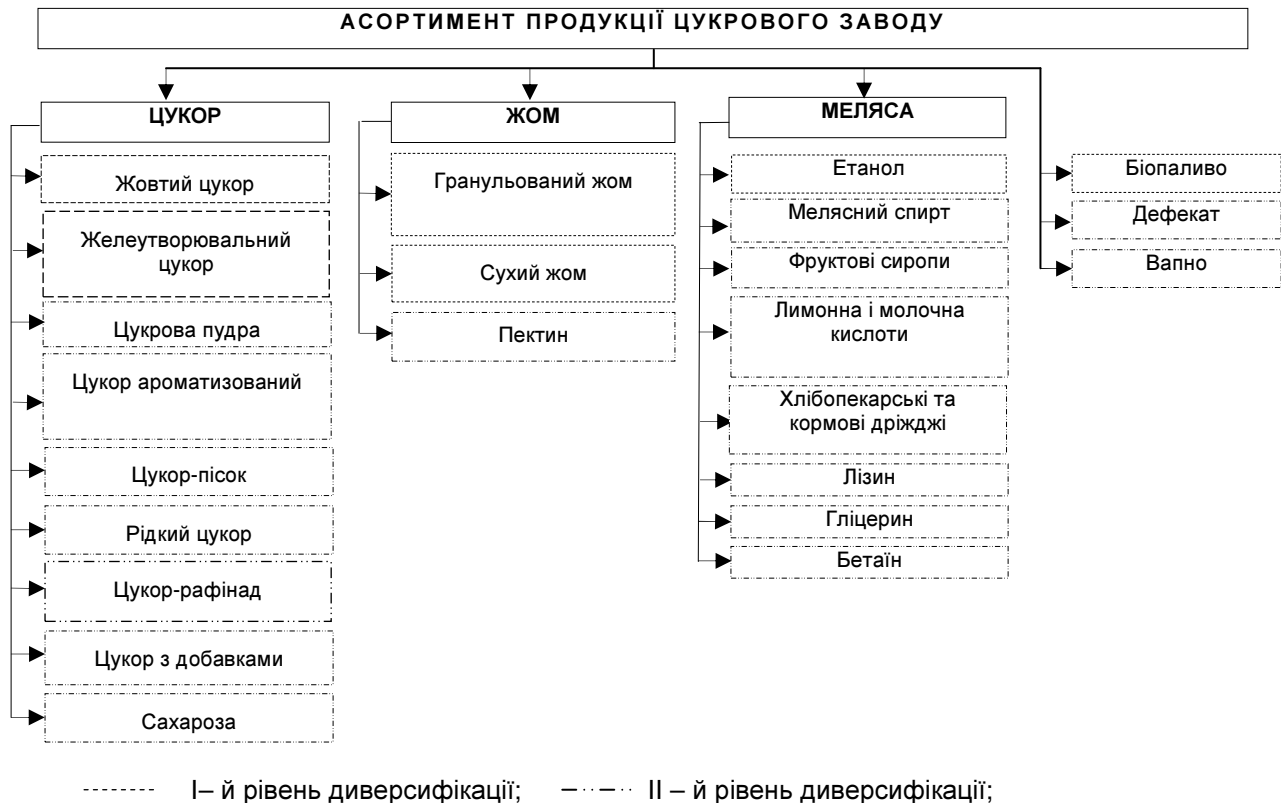 АСОРТИМЕНТ ПРОДУКЦІЇ ЦУКРОВОГО ЗАВОДУ
ЦУКОР
Жовтий цукор
Желеутворювальний
цукор
Цукрова пудра
Цукор ароматизований
Цукор-пісок
Рідкий цукор
Цукор-рафінад
Цукор з добавками
Сахароза
ЖОМ
Гранульований жом
Сухий жом
Пектин
МЕЛЯСА
Етанол
Мелясний спирт
Фруктові сиропи
Лимонна і молочна
кислоти
Хлібопекарські та
кормові дріжджі
Лізин
Гліцерин
Бетаїн
Біопаливо
Дефекат
Вапно
І– й рівень диверсифікації; ІІ – й рівень диверсифікації;